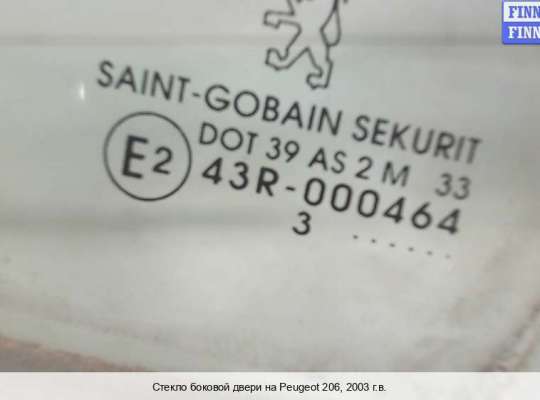 FINN
FINN
SAINT-GOBAIN SEKURIT
DOT 39 AS 2 M 33
E2 43R-000464
3 ......
Стекло боковой двери на Peugeot 206, 2003 г.в.